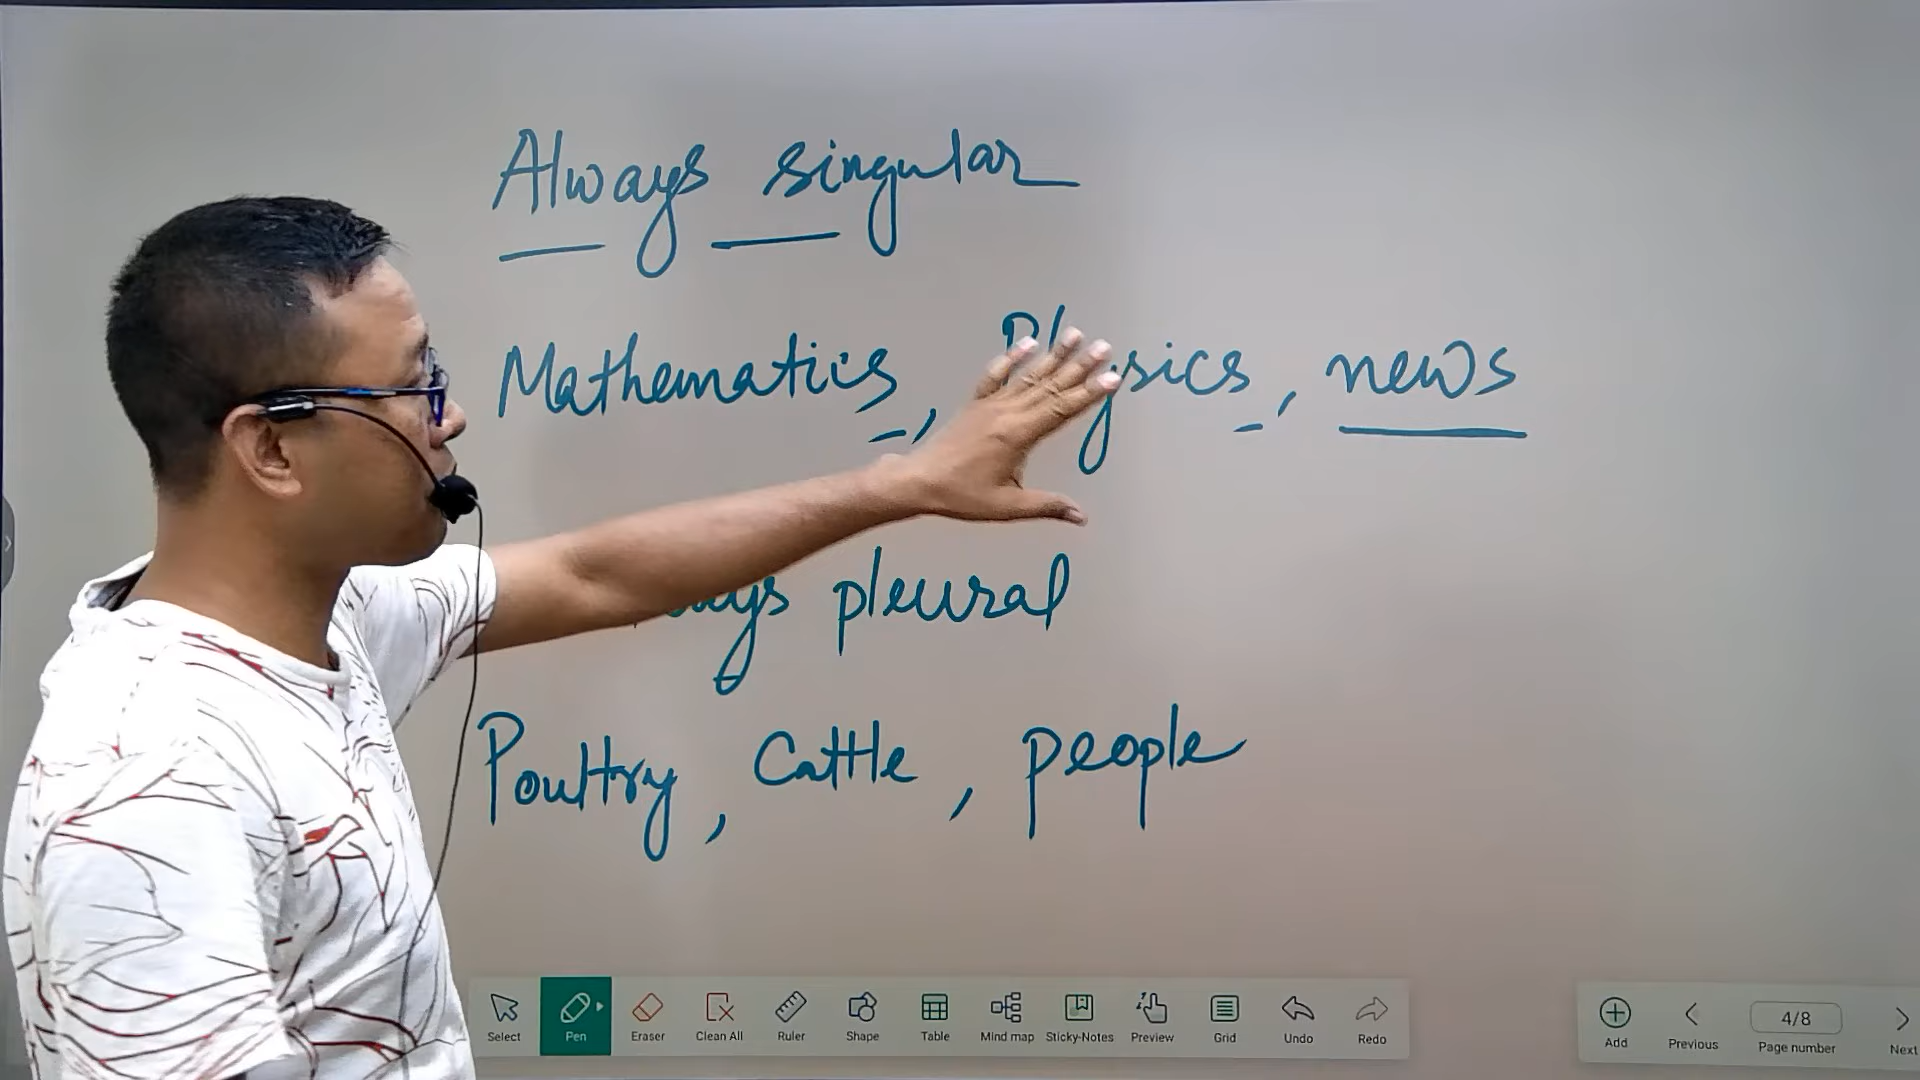 Always singular
Mathematics, Physics, news
pleural
Poultry, Cattle, people
Select Pen Eraser Clean All Ruler Shape Table Mind map Sticky-Notes Preview Grid Undo Redo
Add Previous 4/8 Page number Next